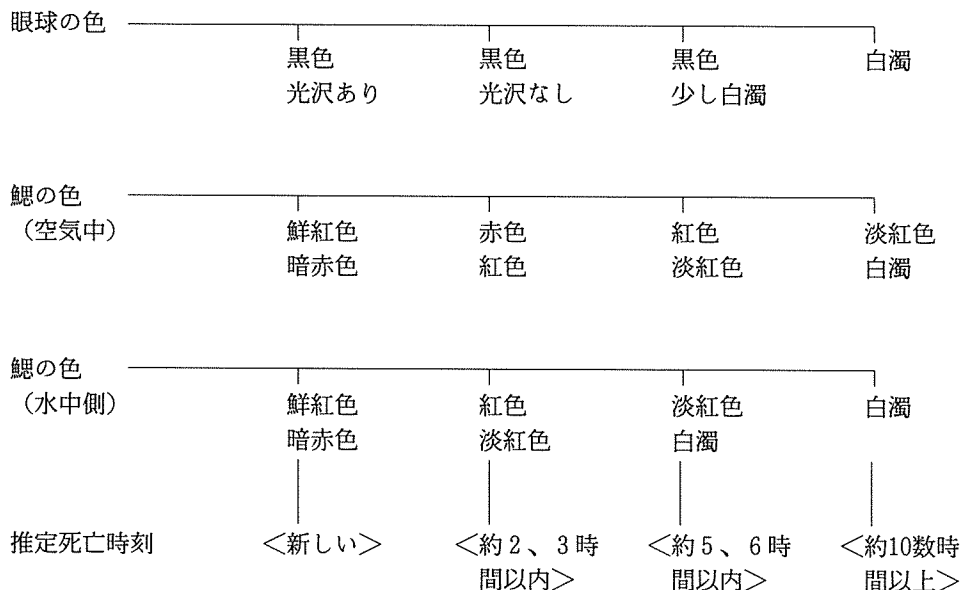 眼球の色
黒色 黒色 黒色 白濁
光沢あり 光沢なし 少し白濁
鰓の色
（空気中） 鮮紅色 赤色 紅色 淡紅色
暗赤色 紅色 淡紅色 白濁
鰓の色
（水中側） 鮮紅色 紅色 淡紅色 白濁
暗赤色 淡紅色 白濁
推定死亡時刻 ＜新しい＞ ＜約２、３時 ＜約５、６時 ＜約10数時
間以内＞ 間以内＞ 間以上＞